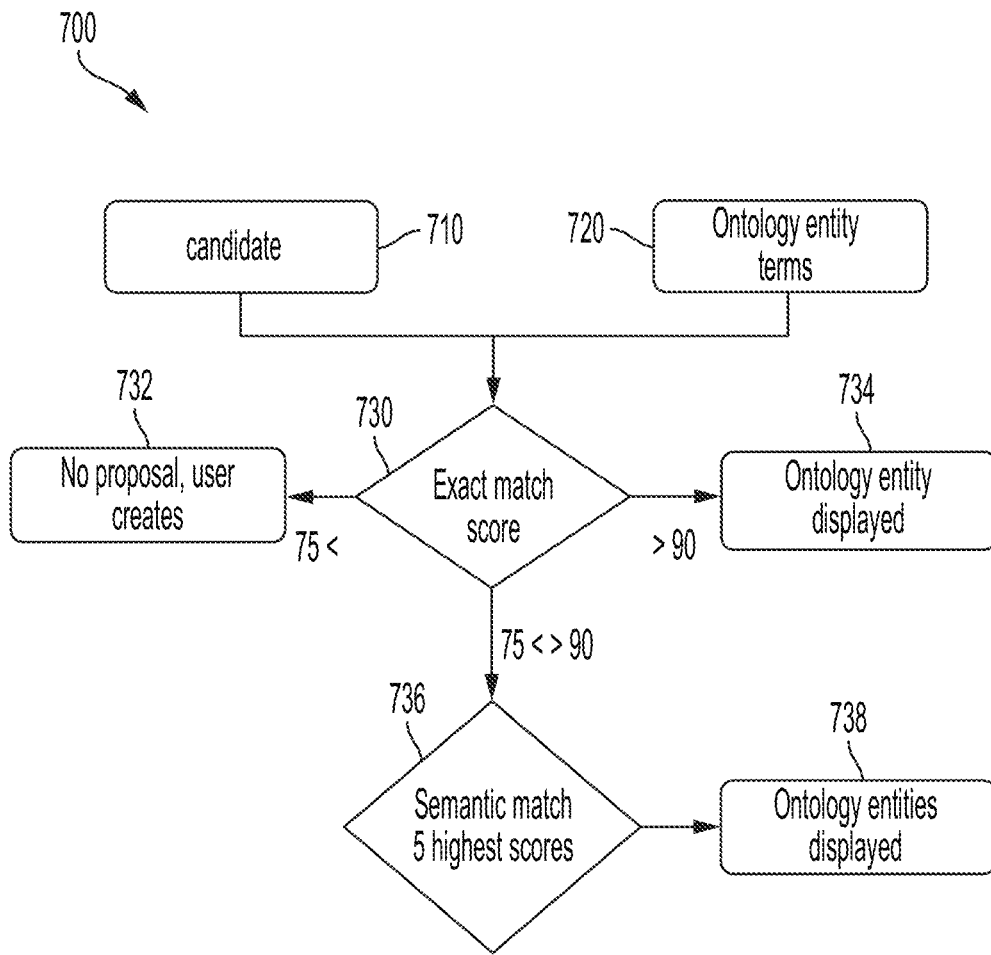 700
candidate
710
720
Ontology entity
terms
732
No proposal, user
creates
730
Exact match
score
734
Ontology entity
displayed
75 <
> 90
75 < > 90
736
Semantic match
5 highest scores
738
Ontology entities
displayed